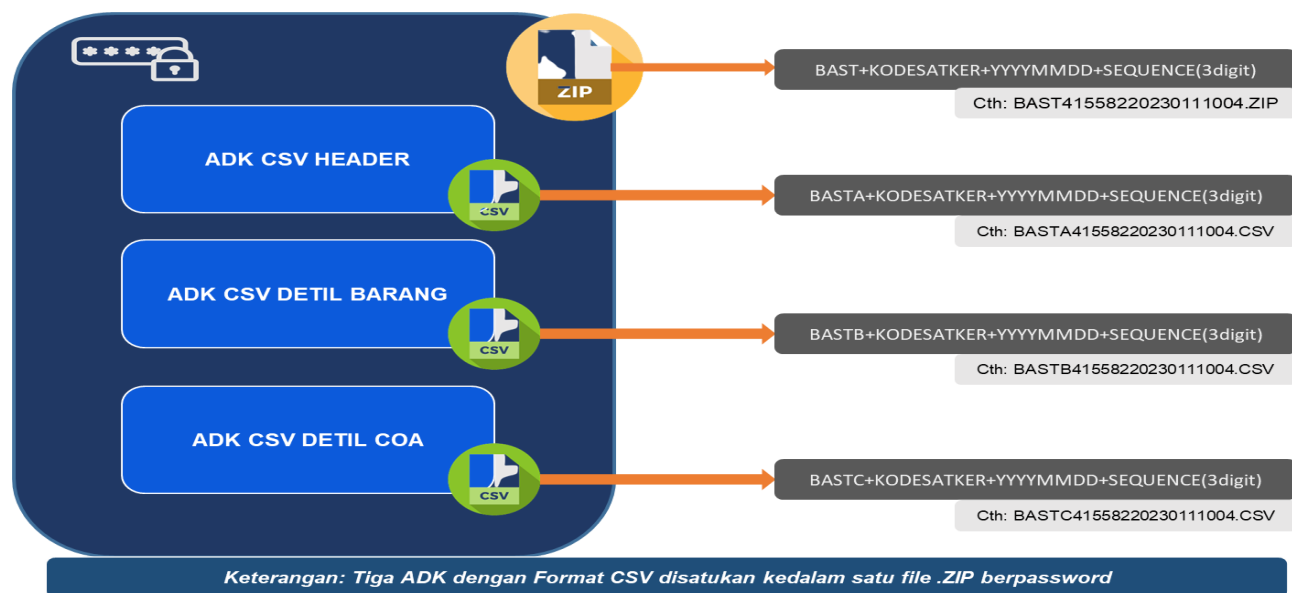 ****
ZIP
BAST+KODESATKER+YYYYMMDD+SEQUENCE(3digit)
Cth: BAST41558220230111004.ZIP
ADK CSV HEADER
CSV
BASTA+KODESATKER+YYYYMMDD+SEQUENCE(3digit)
Cth: BASTA41558220230111004.CSV
ADK CSV DETIL BARANG
CSV
BASTB+KODESATKER+YYYYMMDD+SEQUENCE(3digit)
Cth: BASTB41558220230111004.CSV
ADK CSV DETIL COA
CSV
BASTC+KODESATKER+YYYYMMDD+SEQUENCE(3digit)
Cth: BASTC41558220230111004.CSV
Keterangan: Tiga ADK dengan Format CSV disatukan kedalam satu file .ZIP berpassword